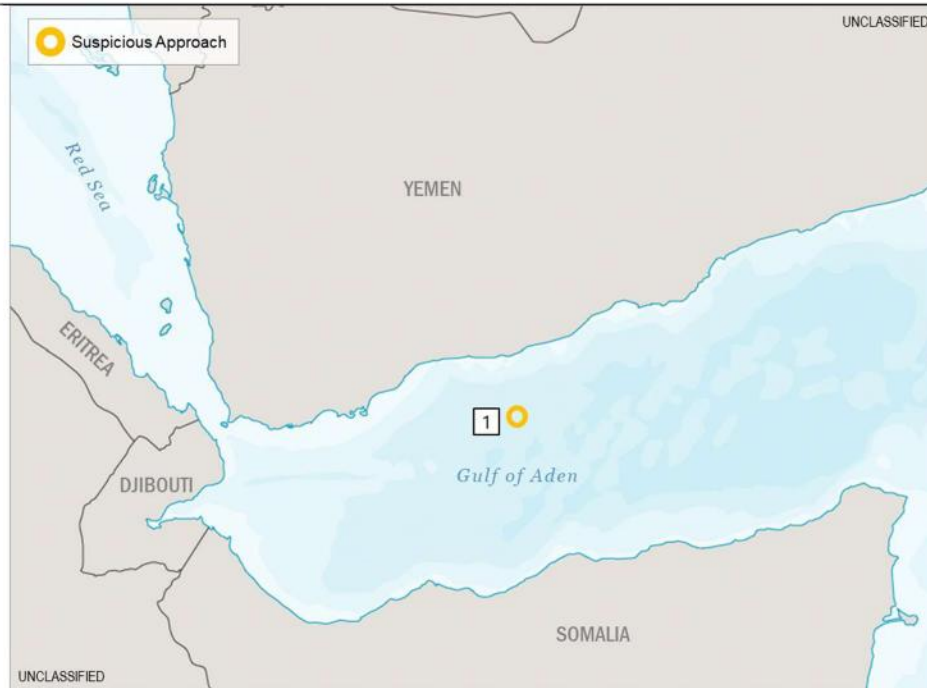 Suspicious Approach
UNCLASSIFIED
Red Sea
YEMEN
ERITREA
1
Gulf of Aden
DJIBOUTI
SOMALIA
UNCLASSIFIED